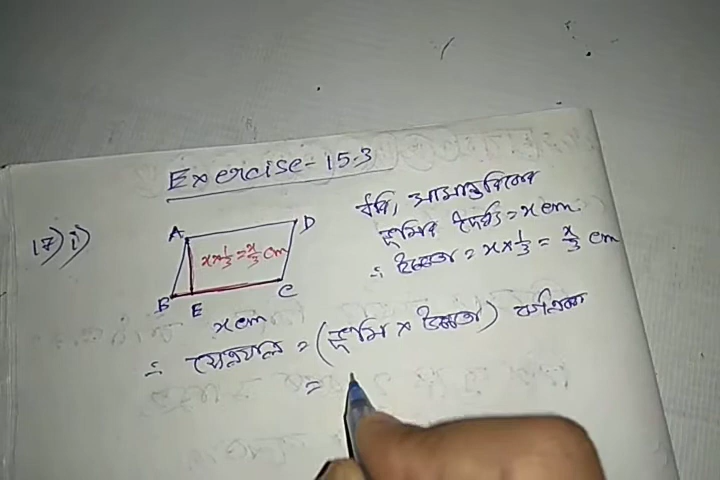 Exercise-15.3
17) i)
A D
x×1/3=x/3 cm
B E C
x cm
ধরি, সামান্তরিকের
ভূমির দৈর্ঘ্য = x cm.
∴ উচ্চতা = x×1/3 = x/3 cm
∴ ক্ষেত্রফল = (ভূমি × উচ্চতা) বর্গএকক
=